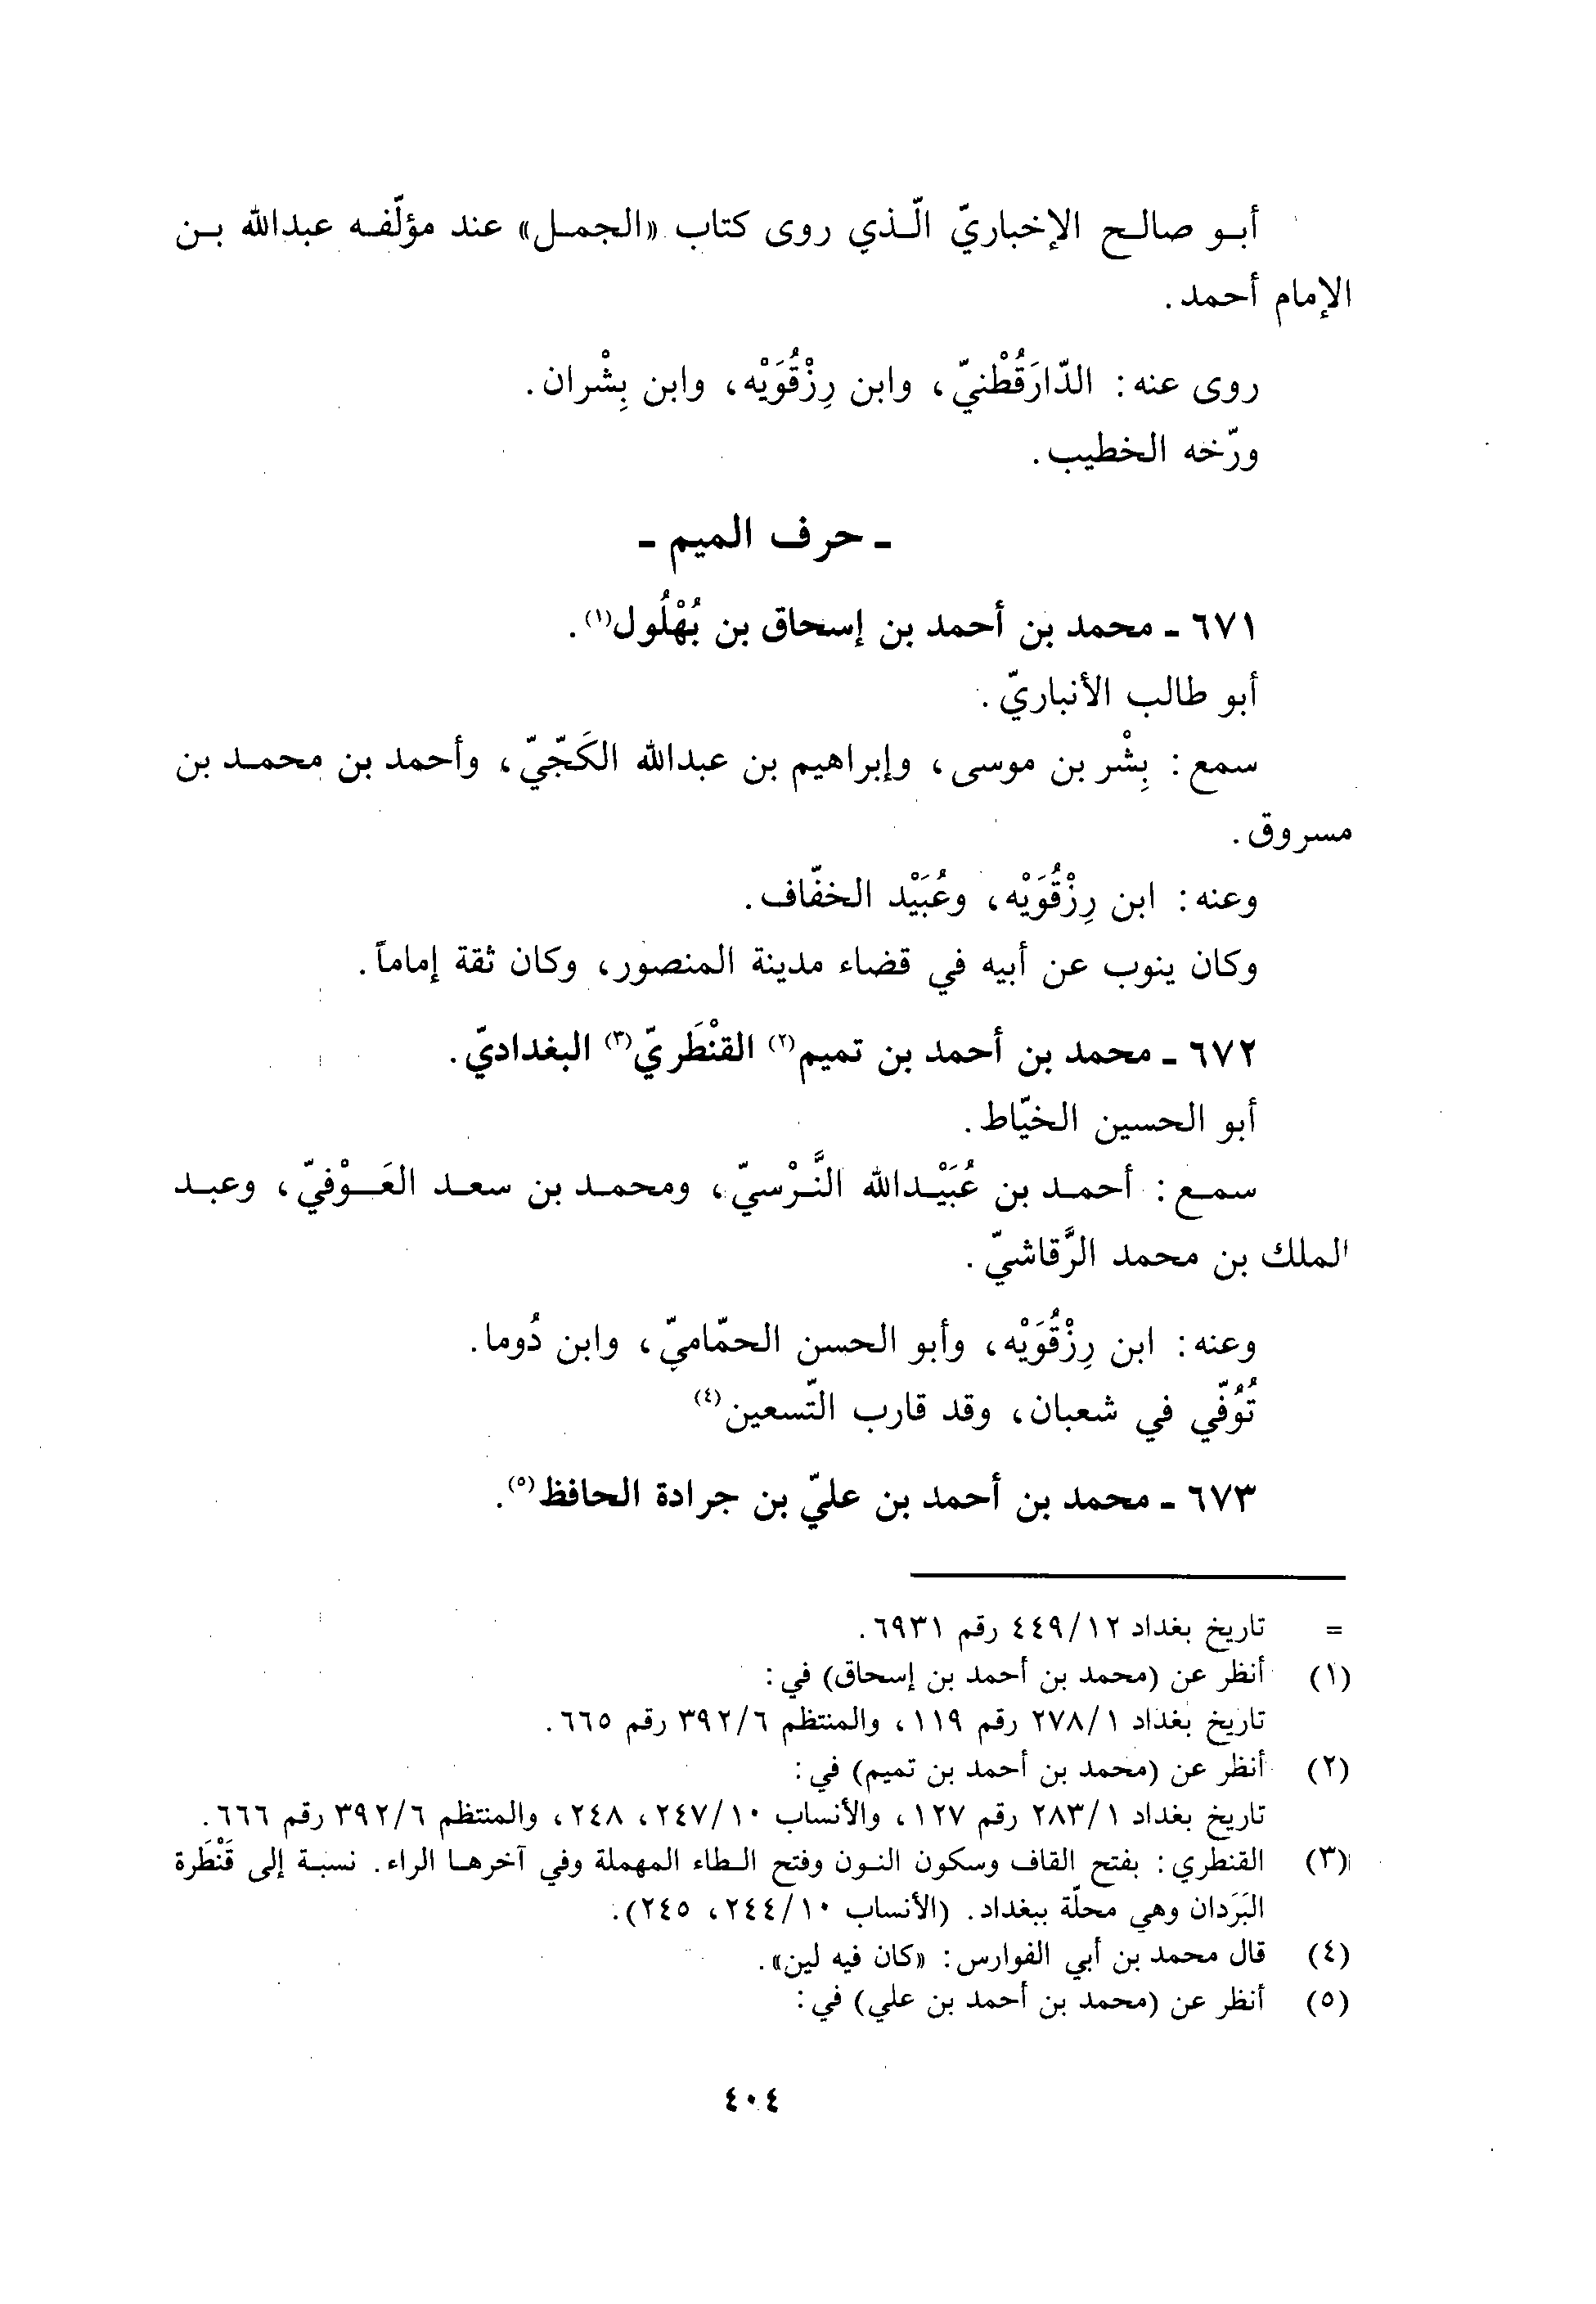 أبو صالح الإخباريّ الّذي روى كتاب «الجمل» عند مؤلّفه عبدالله بن
الإمام أحمد.
روى عنه: الدّارَقُطْنيّ، وابن رِزْقُوَيْه، وابن بِشْران.
ورّخه الخطيب.
ـ حرف الميم ـ
٦٧١ ـ محمد بن أحمد بن إسحاق بن بُهْلُول(١).
أبو طالب الأنباريّ.
سمع: بِشْر بن موسى، وإبراهيم بن عبدالله الكَجّيّ، وأحمد بن محمد بن
مسروق.
وعنه: ابن رِزْقُوَيْه، وعُبَيْد الخفّاف.
وكان ينوب عن أبيه في قضاء مدينة المنصور، وكان ثقة إماماً.
٦٧٢ ـ محمد بن أحمد بن تميم(٢) القنْطَريّ(٣) البغداديّ.
أبو الحسين الخيّاط.
سمع: أحمد بن عُبَيْدالله النَّرْسيّ، ومحمد بن سعد العَوْفيّ، وعبد
الملك بن محمد الرَّقاشيّ.
وعنه: ابن رِزْقُوَيْه، وأبو الحسن الحمّاميّ، وابن دُوما.
تُوُفّي في شعبان، وقد قارب التّسعين(٤)
٦٧٣ ـ محمد بن أحمد بن عليّ بن جرادة الحافظ(٥).
= تاريخ بغداد ٤٤٩/١٢ رقم ٦٩٣١.
(١) أنظر عن (محمد بن أحمد بن إسحاق) في:
تاريخ بغداد ٢٧٨/١ رقم ١١٩، والمنتظم ٣٩٢/٦ رقم ٦٦٥.
(٢) أنظر عن (محمد بن أحمد بن تميم) في:
تاريخ بغداد ٢٨٣/١ رقم ١٢٧، والأنساب ٢٤٧/١٠، ٢٤٨، والمنتظم ٣٩٢/٦ رقم ٦٦٦.
(٣) القنطري: بفتح القاف وسكون النون وفتح الطاء المهملة وفي آخرها الراء. نسبة إلى قَنْطَرة
البَرَدان وهي محلّة ببغداد. (الأنساب ٢٤٤/١٠، ٢٤٥).
(٤) قال محمد بن أبي الفوارس: «كان فيه لين».
(٥) أنظر عن (محمد بن أحمد بن علي) في:
٤٠٤